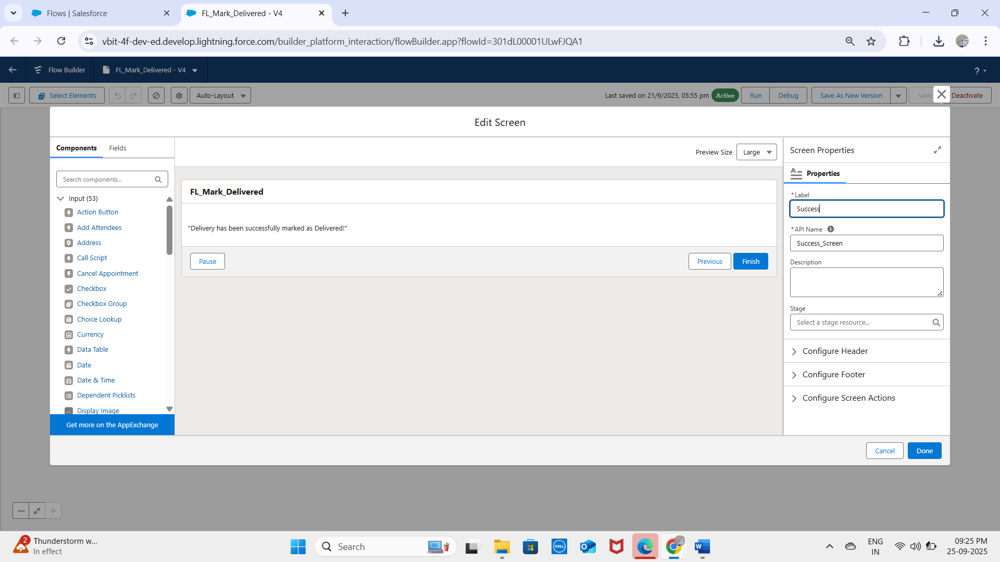 Flows | Salesforce
FL_Mark_Delivered - V4
vbit-4f-dev-ed.develop.lightning.force.com/builder_platform_interaction/flowBuilder.app?flowId=301dL00001ULwFJQA1
Flow Builder
FL_Mark_Delivered - V4
?
Select Elements
Auto-Layout
Last saved on 21/9/2025, 05:55 pm
Active
Run
Debug
Save As New Version
Save
Deactivate
Edit Screen
Components
Fields
Search components...
Input (53)
Action Button
Add Attendees
Address
Call Script
Cancel Appointment
Checkbox
Checkbox Group
Choice Lookup
Currency
Data Table
Date
Date & Time
Dependent Picklists
Display Image
Get more on the AppExchange
Preview Size
Large
FL_Mark_Delivered
"Delivery has been successfully marked as Delivered!"
Pause
Previous
Finish
Screen Properties
Properties
*Label
Success
*API Name
Success_Screen
Description
Stage
Select a stage resource...
Configure Header
Configure Footer
Configure Screen Actions
Cancel
Done
2
Thunderstorm w...
In effect
Search
DELL
ENG
IN
09:25 PM
25-09-2025